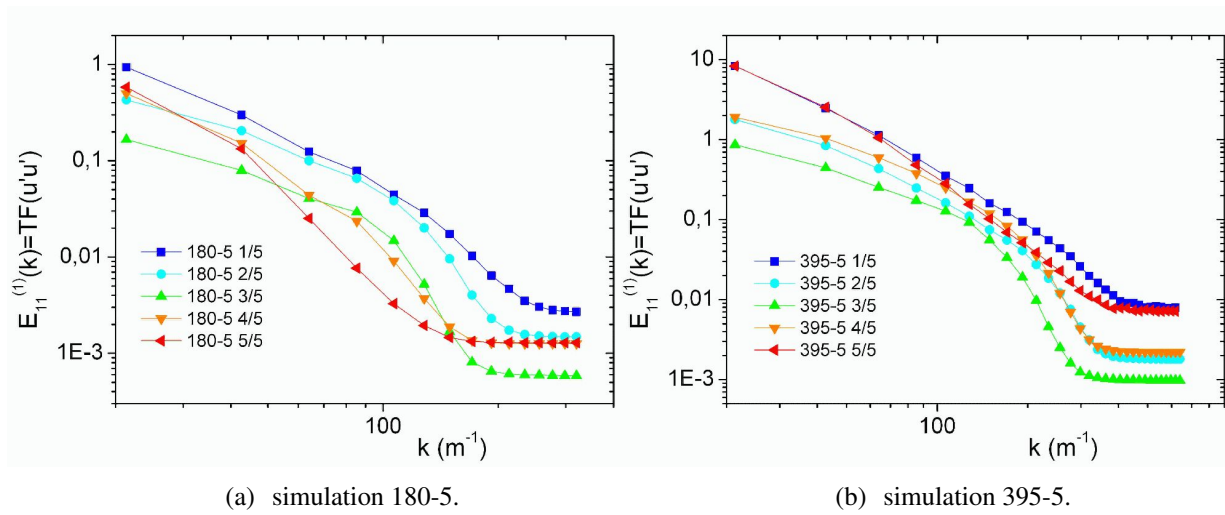 1
0,1
0,01
1E-3
E₁₁⁽¹⁾(k)=TF(u'u')
180-5 1/5
180-5 2/5
180-5 3/5
180-5 4/5
180-5 5/5
100
k (m⁻¹)
(a) simulation 180-5.
10
1
0,1
0,01
1E-3
E₁₁⁽¹⁾(k)=TF(u'u')
395-5 1/5
395-5 2/5
395-5 3/5
395-5 4/5
395-5 5/5
100
k (m⁻¹)
(b) simulation 395-5.